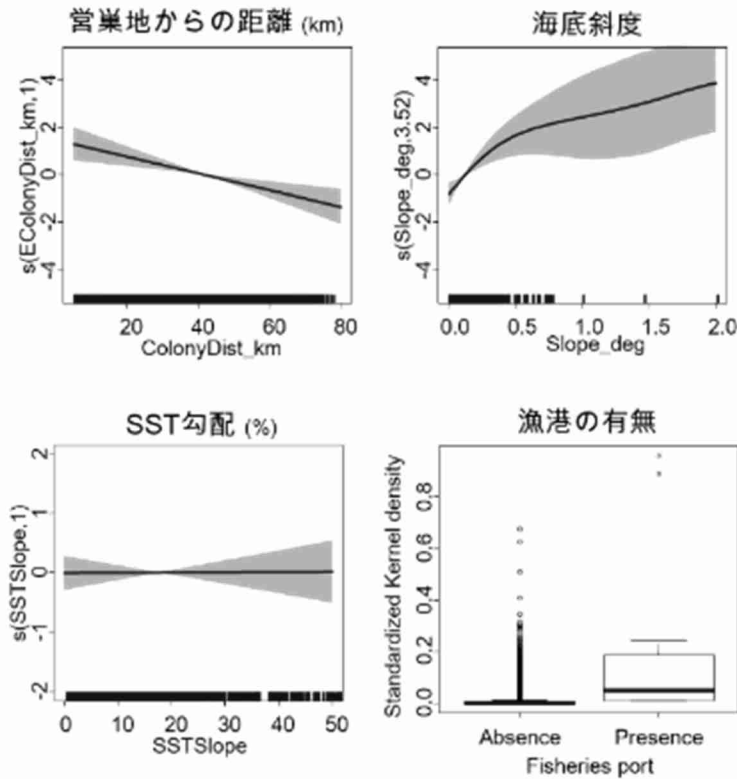 営巣地からの距離 (km)
s(EColonyDist_km,1)
4
2
0
-2
-4
20
40
60
80
ColonyDist_km
海底斜度
s(Slope_deg,3.52)
4
2
0
-2
-4
0.0
0.5
1.0
1.5
2.0
Slope_deg
SST勾配 (%)
s(SSTSlope,1)
2
1
0
-1
-2
0
10
20
30
40
50
SSTSlope
漁港の有無
Standardized Kernel density
0.8
0.6
0.4
0.2
0.0
Absence
Presence
Fisheries port